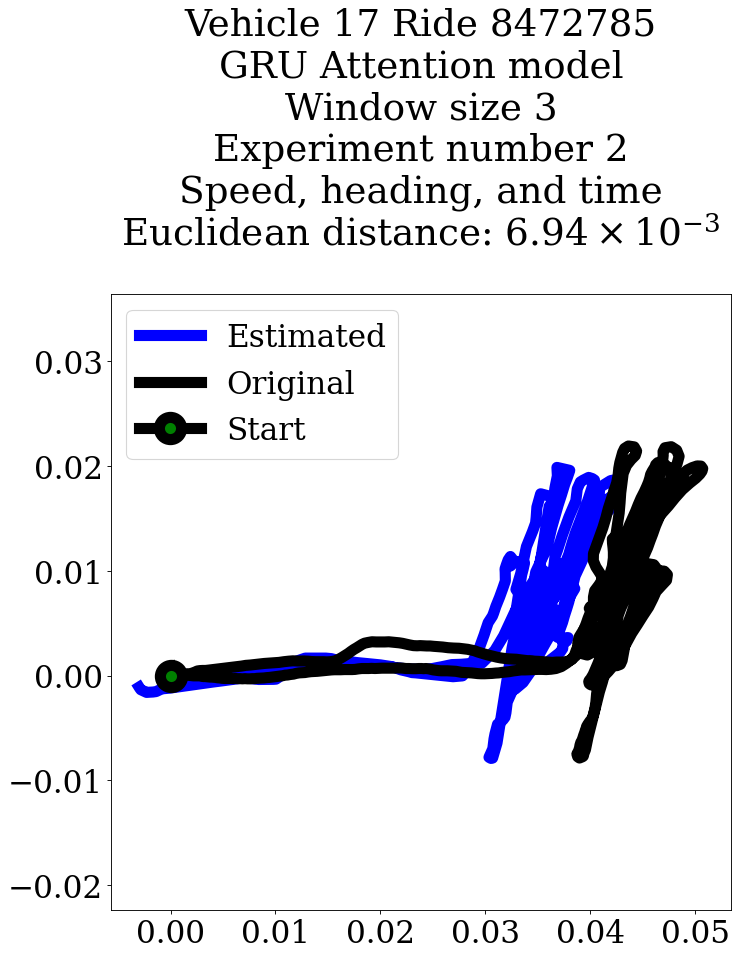 Vehicle 17 Ride 8472785
GRU Attention model
Window size 3
Experiment number 2
Speed, heading, and time
Euclidean distance: 6.94 × 10⁻³
Estimated
Original
Start
0.03
0.02
0.01
0.00
−0.01
−0.02
0.00 0.01 0.02 0.03 0.04 0.05